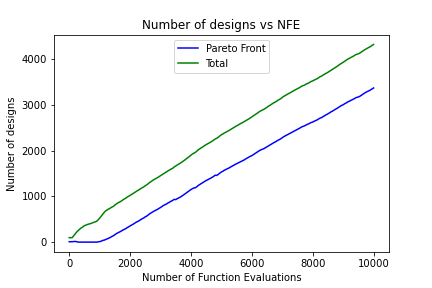 Number of designs vs NFE
Pareto Front
Total
Number of designs
4000
3000
2000
1000
0
0 2000 4000 6000 8000 10000
Number of Function Evaluations